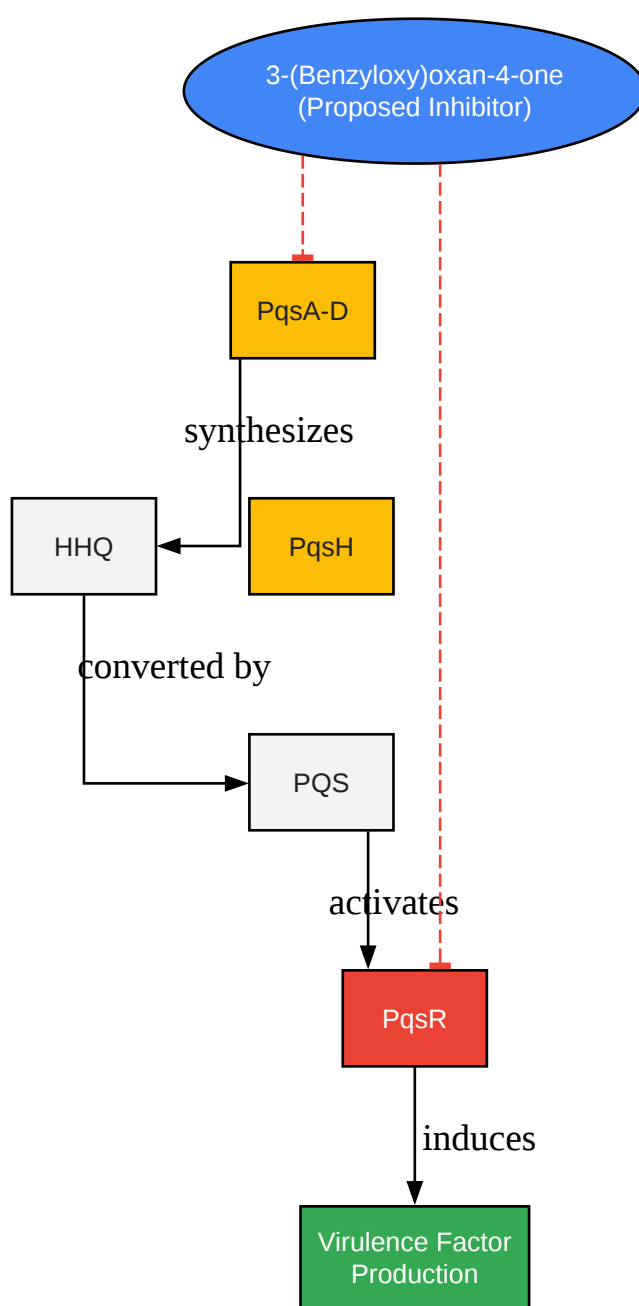 3-(Benzyloxy)oxan-4-one
(Proposed Inhibitor)
PqsA-D
synthesizes
HHQ
PqsH
converted by
PQS
activates
PqsR
induces
Virulence Factor
Production